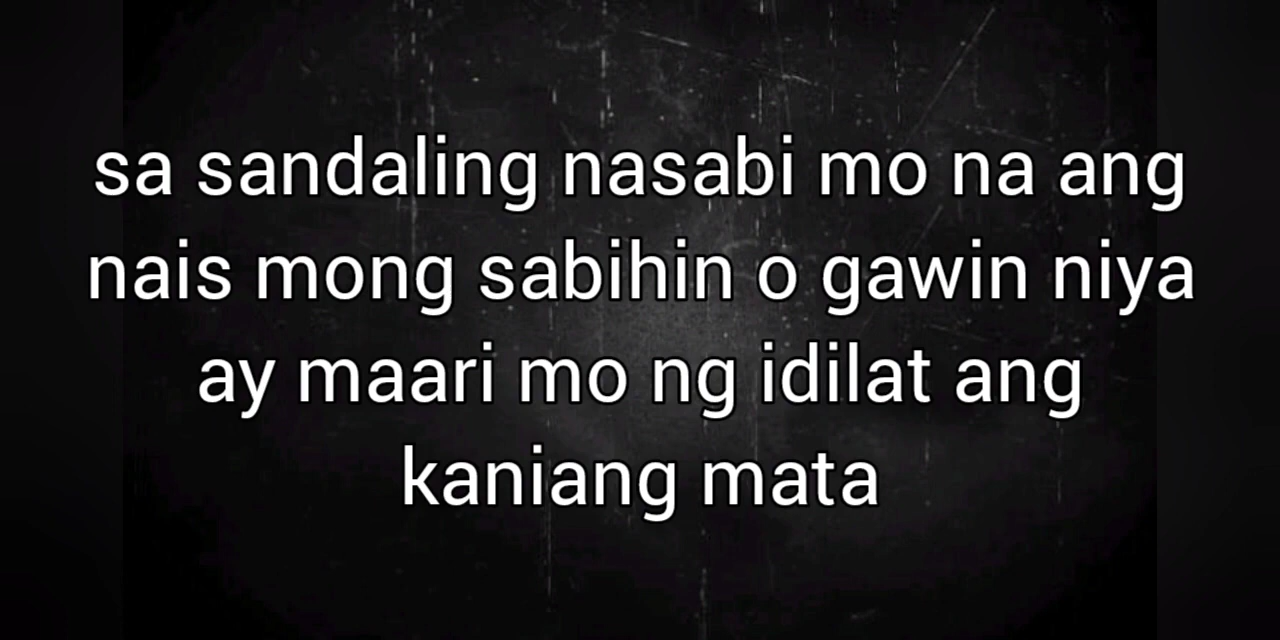 sa sandaling nasabi mo na ang
nais mong sabihin o gawin niya
ay maari mo ng idilat ang
kaniang mata